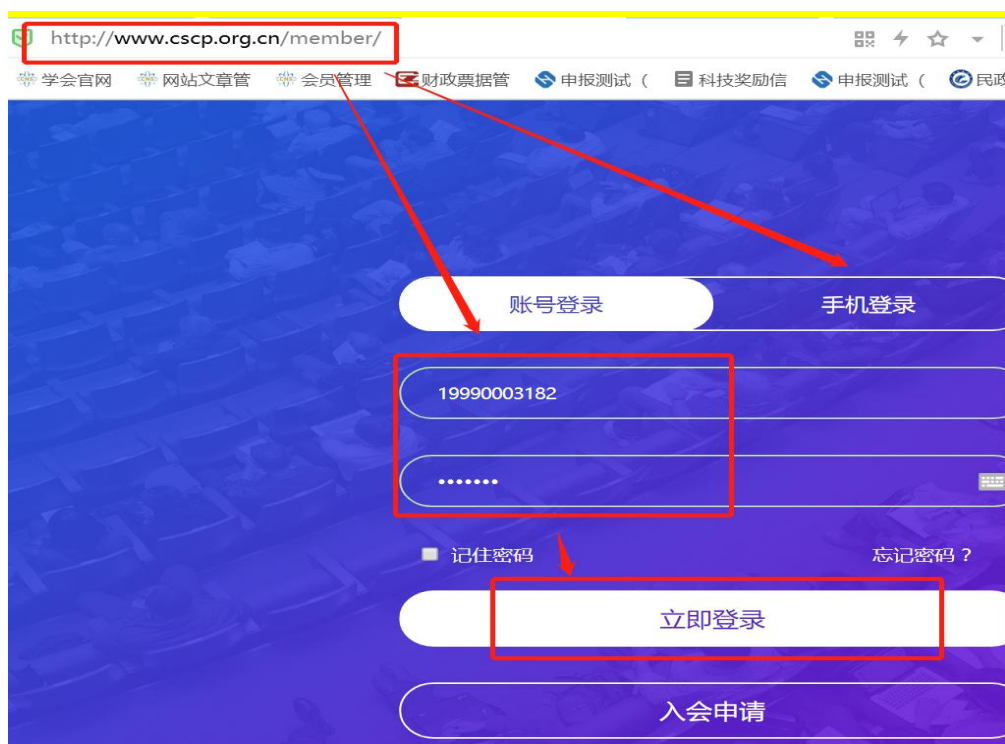 http://www.cscp.org.cn/member/
学会官网 网站文章管 会员管理 财政票据管 申报测试（ 科技奖励信 申报测试（ 民政
账号登录 手机登录
19990003182
•••••••
记住密码 忘记密码？
立即登录
入会申请